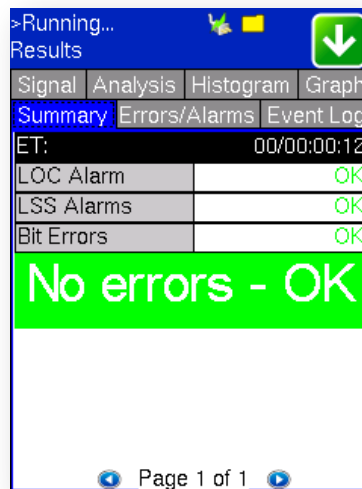 >Running...
Results
Signal Analysis Histogram Graph
Summary Errors/Alarms Event Log
ET: 00/00:00:12
LOC Alarm OK
LSS Alarms OK
Bit Errors OK
No errors - OK
Page 1 of 1